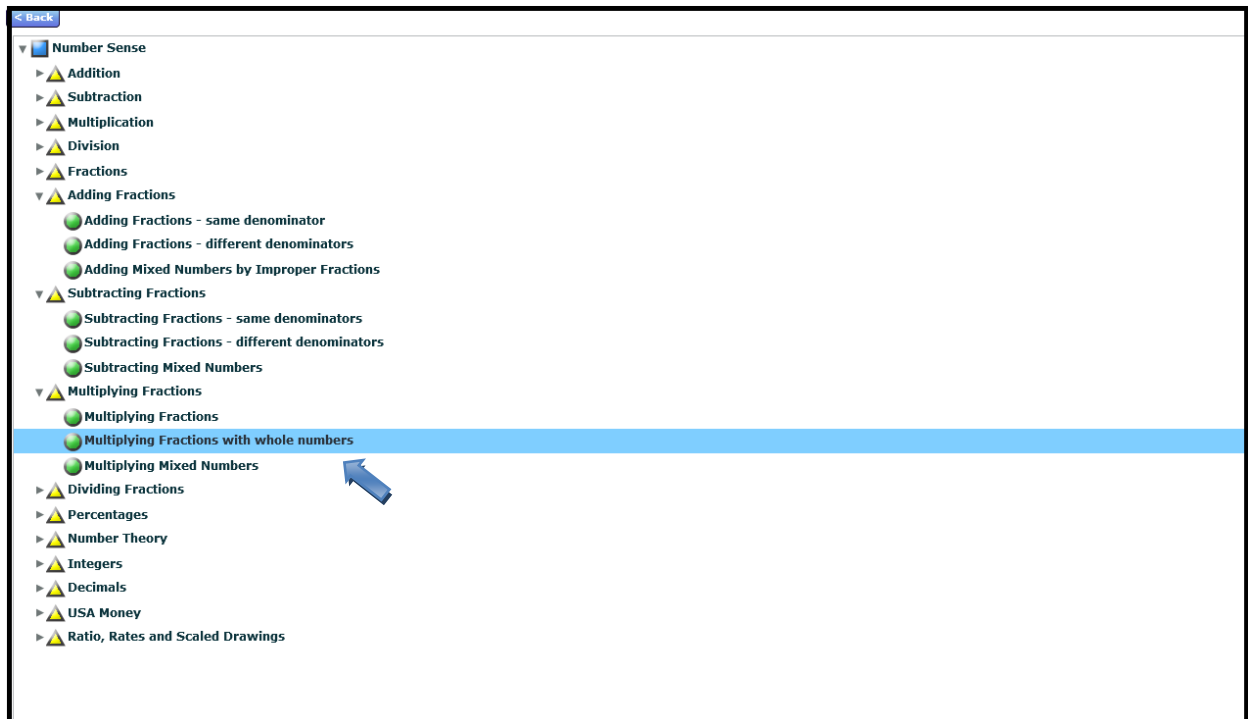 < Back
Number Sense
Addition
Subtraction
Multiplication
Division
Fractions
Adding Fractions
Adding Fractions - same denominator
Adding Fractions - different denominators
Adding Mixed Numbers by Improper Fractions
Subtracting Fractions
Subtracting Fractions - same denominators
Subtracting Fractions - different denominators
Subtracting Mixed Numbers
Multiplying Fractions
Multiplying Fractions
Multiplying Fractions with whole numbers
Multiplying Mixed Numbers
Dividing Fractions
Percentages
Number Theory
Integers
Decimals
USA Money
Ratio, Rates and Scaled Drawings